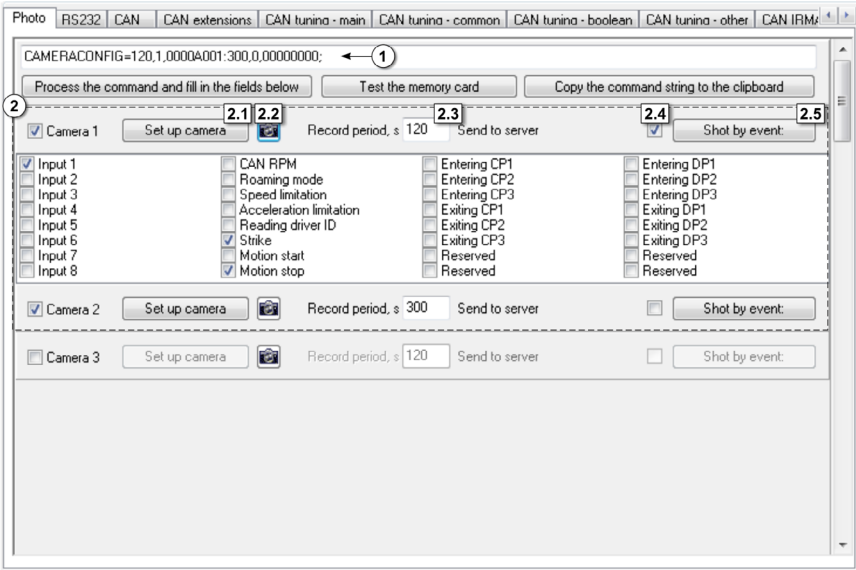 Photo RS232 CAN CAN extensions CAN tuning - main CAN tuning - common CAN tuning - boolean CAN tuning - other CAN IRMA
CAMERACONFIG=120,1,0000A001:300,0,00000000; 1
Process the command and fill in the fields below Test the memory card Copy the command string to the clipboard
2 2.1 2.2 2.3 2.4 2.5
Camera 1 Set up camera Record period, s 120 Send to server Shot by event:
Input 1 CAN RPM Entering CP1 Entering DP1
Input 2 Roaming mode Entering CP2 Entering DP2
Input 3 Speed limitation Entering CP3 Entering DP3
Input 4 Acceleration limitation Exiting CP1 Exiting DP1
Input 5 Reading driver ID Exiting CP2 Exiting DP2
Input 6 Strike Exiting CP3 Exiting DP3
Input 7 Motion start Reserved Reserved
Input 8 Motion stop Reserved Reserved
Camera 2 Set up camera Record period, s 300 Send to server Shot by event:
Camera 3 Set up camera Record period, s 120 Send to server Shot by event: